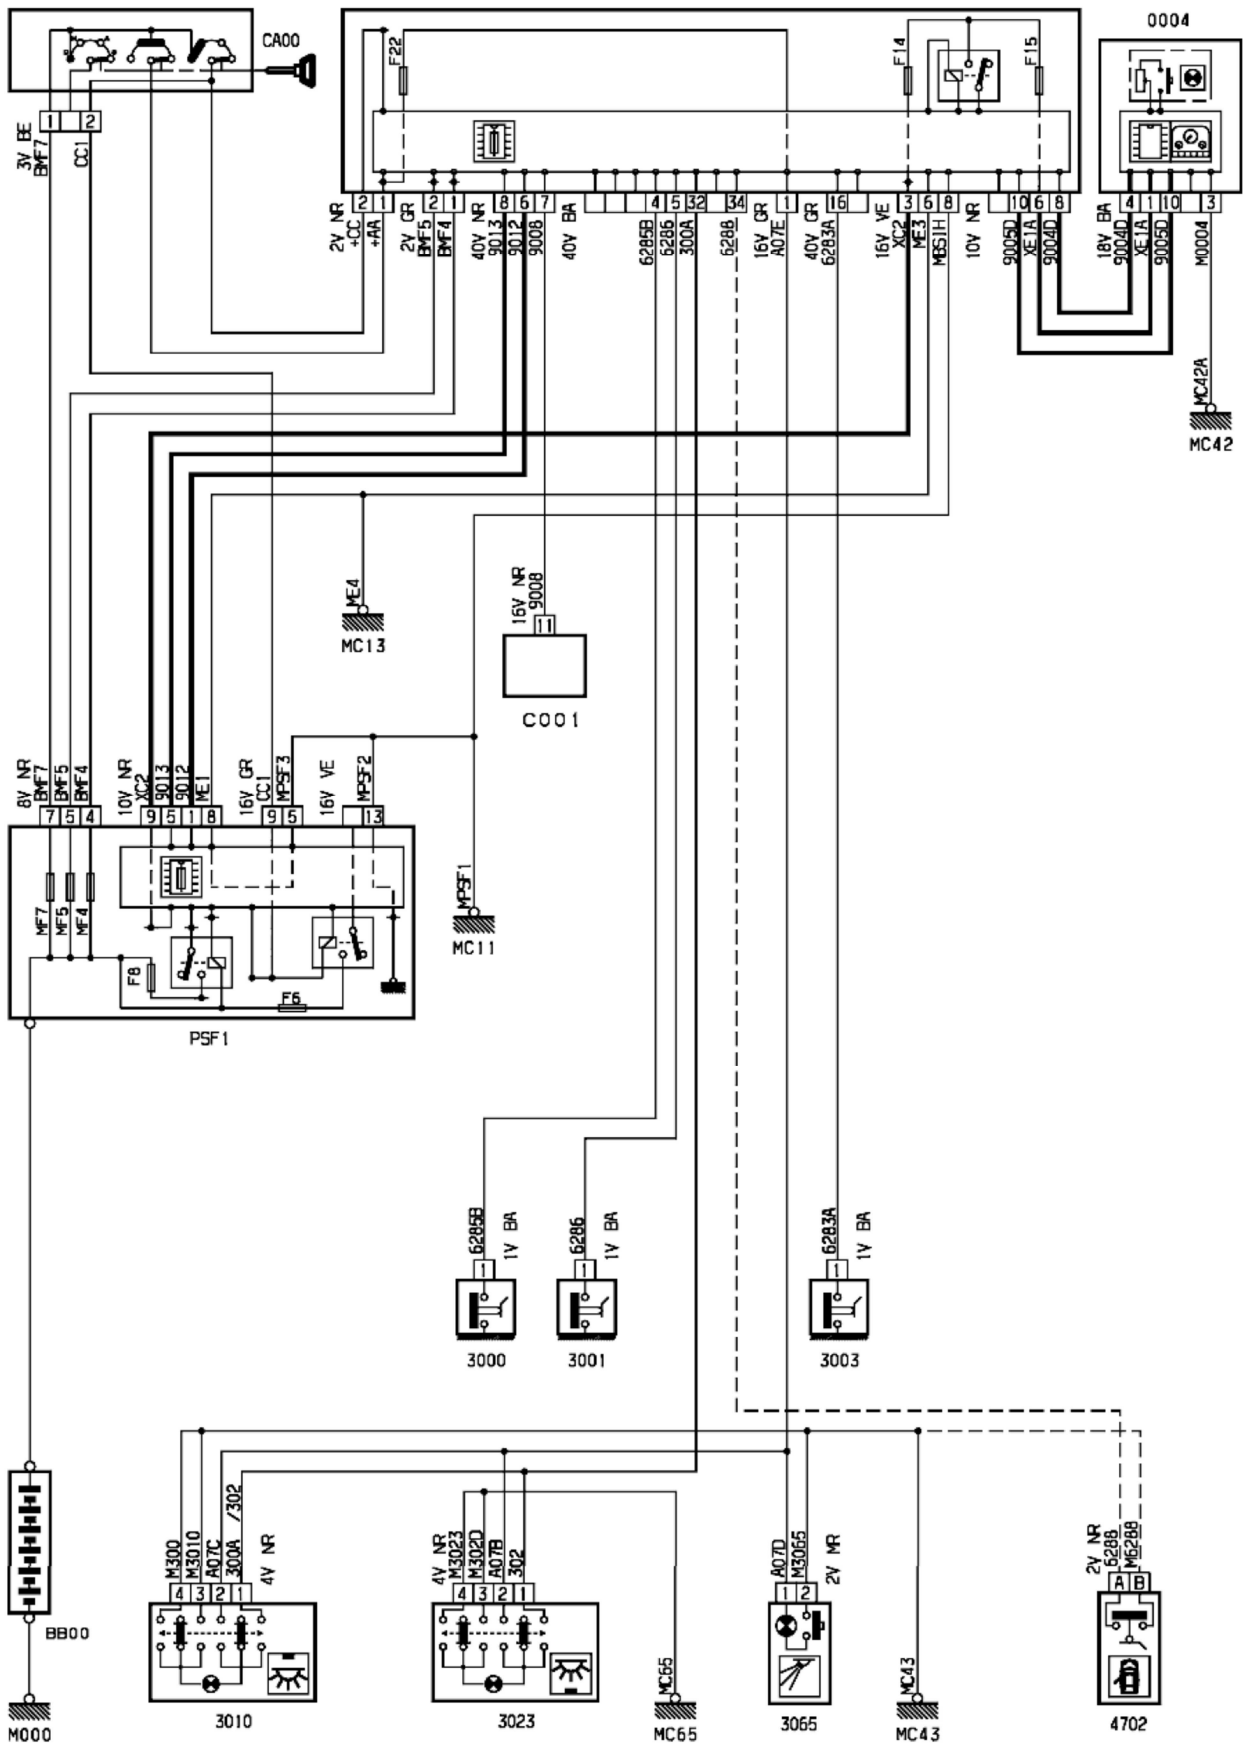 0004
CA00
F22
F14
F15
1 2
3V BE
BMF7
CC1
2 1 2 1 8 6 7 4 5 32 34 1 16 3 6 8 10 6 8 4 1 10 3
2V NR
+CC
+AA
2V GR
BMF5
BMF4
40V NR
9013
9012
9008
40V BA
6285B
6286
300A
6288
16V GR
A07E
40V GR
6283A
16V VE
XC2
ME3
MBS1H
10V NR
9005D
XE1A
9004D
18V BA
9004D
XE1A
9005D
M0004
MC42A
MC42
ME4
MC13
16V NR
9008
11
C001
8V NR
BMF7
BMF5
BMF4
10V NR
XC2
9013
9012
ME1
16V GR
CC1
MPSF3
16V VE
MPSF2
7 5 4 9 5 1 8 9 5 13
MPSF1
MC11
MF7
MF5
MF4
F8
F6
PSF1
6285B
1V BA
6286
1V BA
6283A
1V BA
1 1 1
3000
3001
3003
M300
M3010
A07C
300A
/302
4V NR
4V NR
M3023
M302D
A07B
302
A07D
M3065
2V MR
2V NR
6288
M6288
4 3 2 1 4 3 2 1 1 2 A B
BB00
MC65
MC43
M000
3010
3023
MC65
3065
MC43
4702